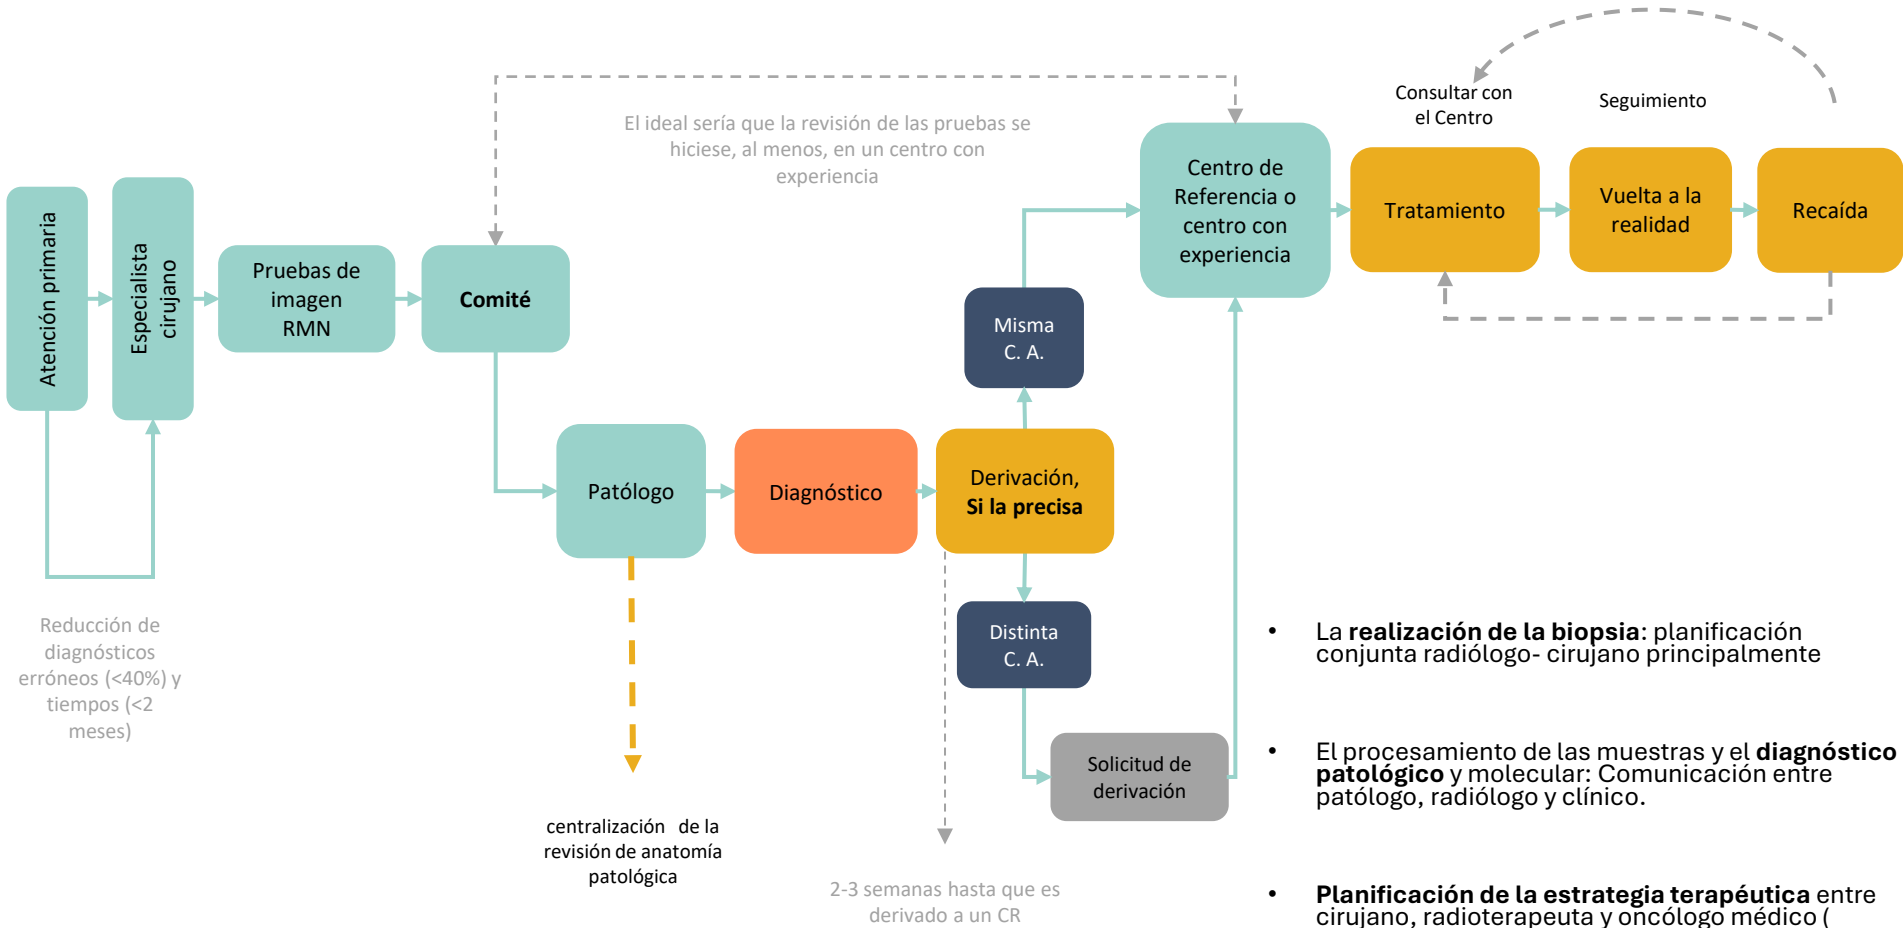 Atención primaria
Especialista
cirujano
Pruebas de
imagen
RMN
Comité
El ideal sería que la revisión de las pruebas se
hiciese, al menos, en un centro con
experiencia
Centro de
Referencia o
centro con
experiencia
Consultar con
el Centro
Seguimiento
Tratamiento
Vuelta a la
realidad
Recaída
Misma
C. A.
Patólogo
Diagnóstico
Derivación,
Si la precisa
Distinta
C. A.
Solicitud de
derivación
Reducción de
diagnósticos
erróneos (<40%) y
tiempos (<2
meses)
centralización de la
revisión de anatomía
patológica
2-3 semanas hasta que es
derivado a un CR
• La realización de la biopsia: planificación
conjunta radiólogo- cirujano principalmente
• El procesamiento de las muestras y el diagnóstico
patológico y molecular: Comunicación entre
patólogo, radiólogo y clínico.
• Planificación de la estrategia terapéutica entre
cirujano, radioterapeuta y oncólogo médico (